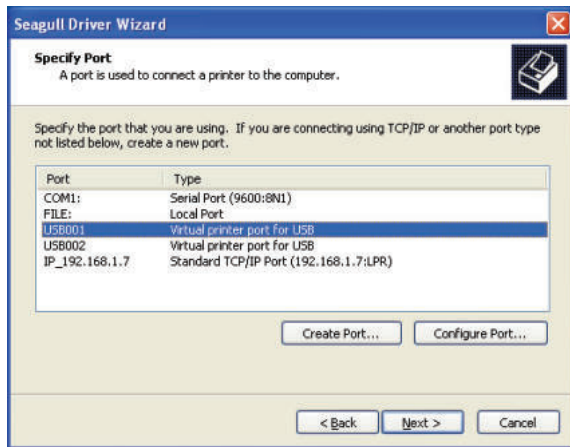 Seagull Driver Wizard
Specify Port
A port is used to connect a printer to the computer.
Specify the port that you are using. If you are connecting using TCP/IP or another port type
not listed below, create a new port.
Port Type
COM1: Serial Port (9600:8N1)
FILE: Local Port
USB001 Virtual printer port for USB
USB002 Virtual printer port for USB
IP_192.168.1.7 Standard TCP/IP Port (192.168.1.7:LPR)
Create Port... Configure Port...
< Back Next > Cancel